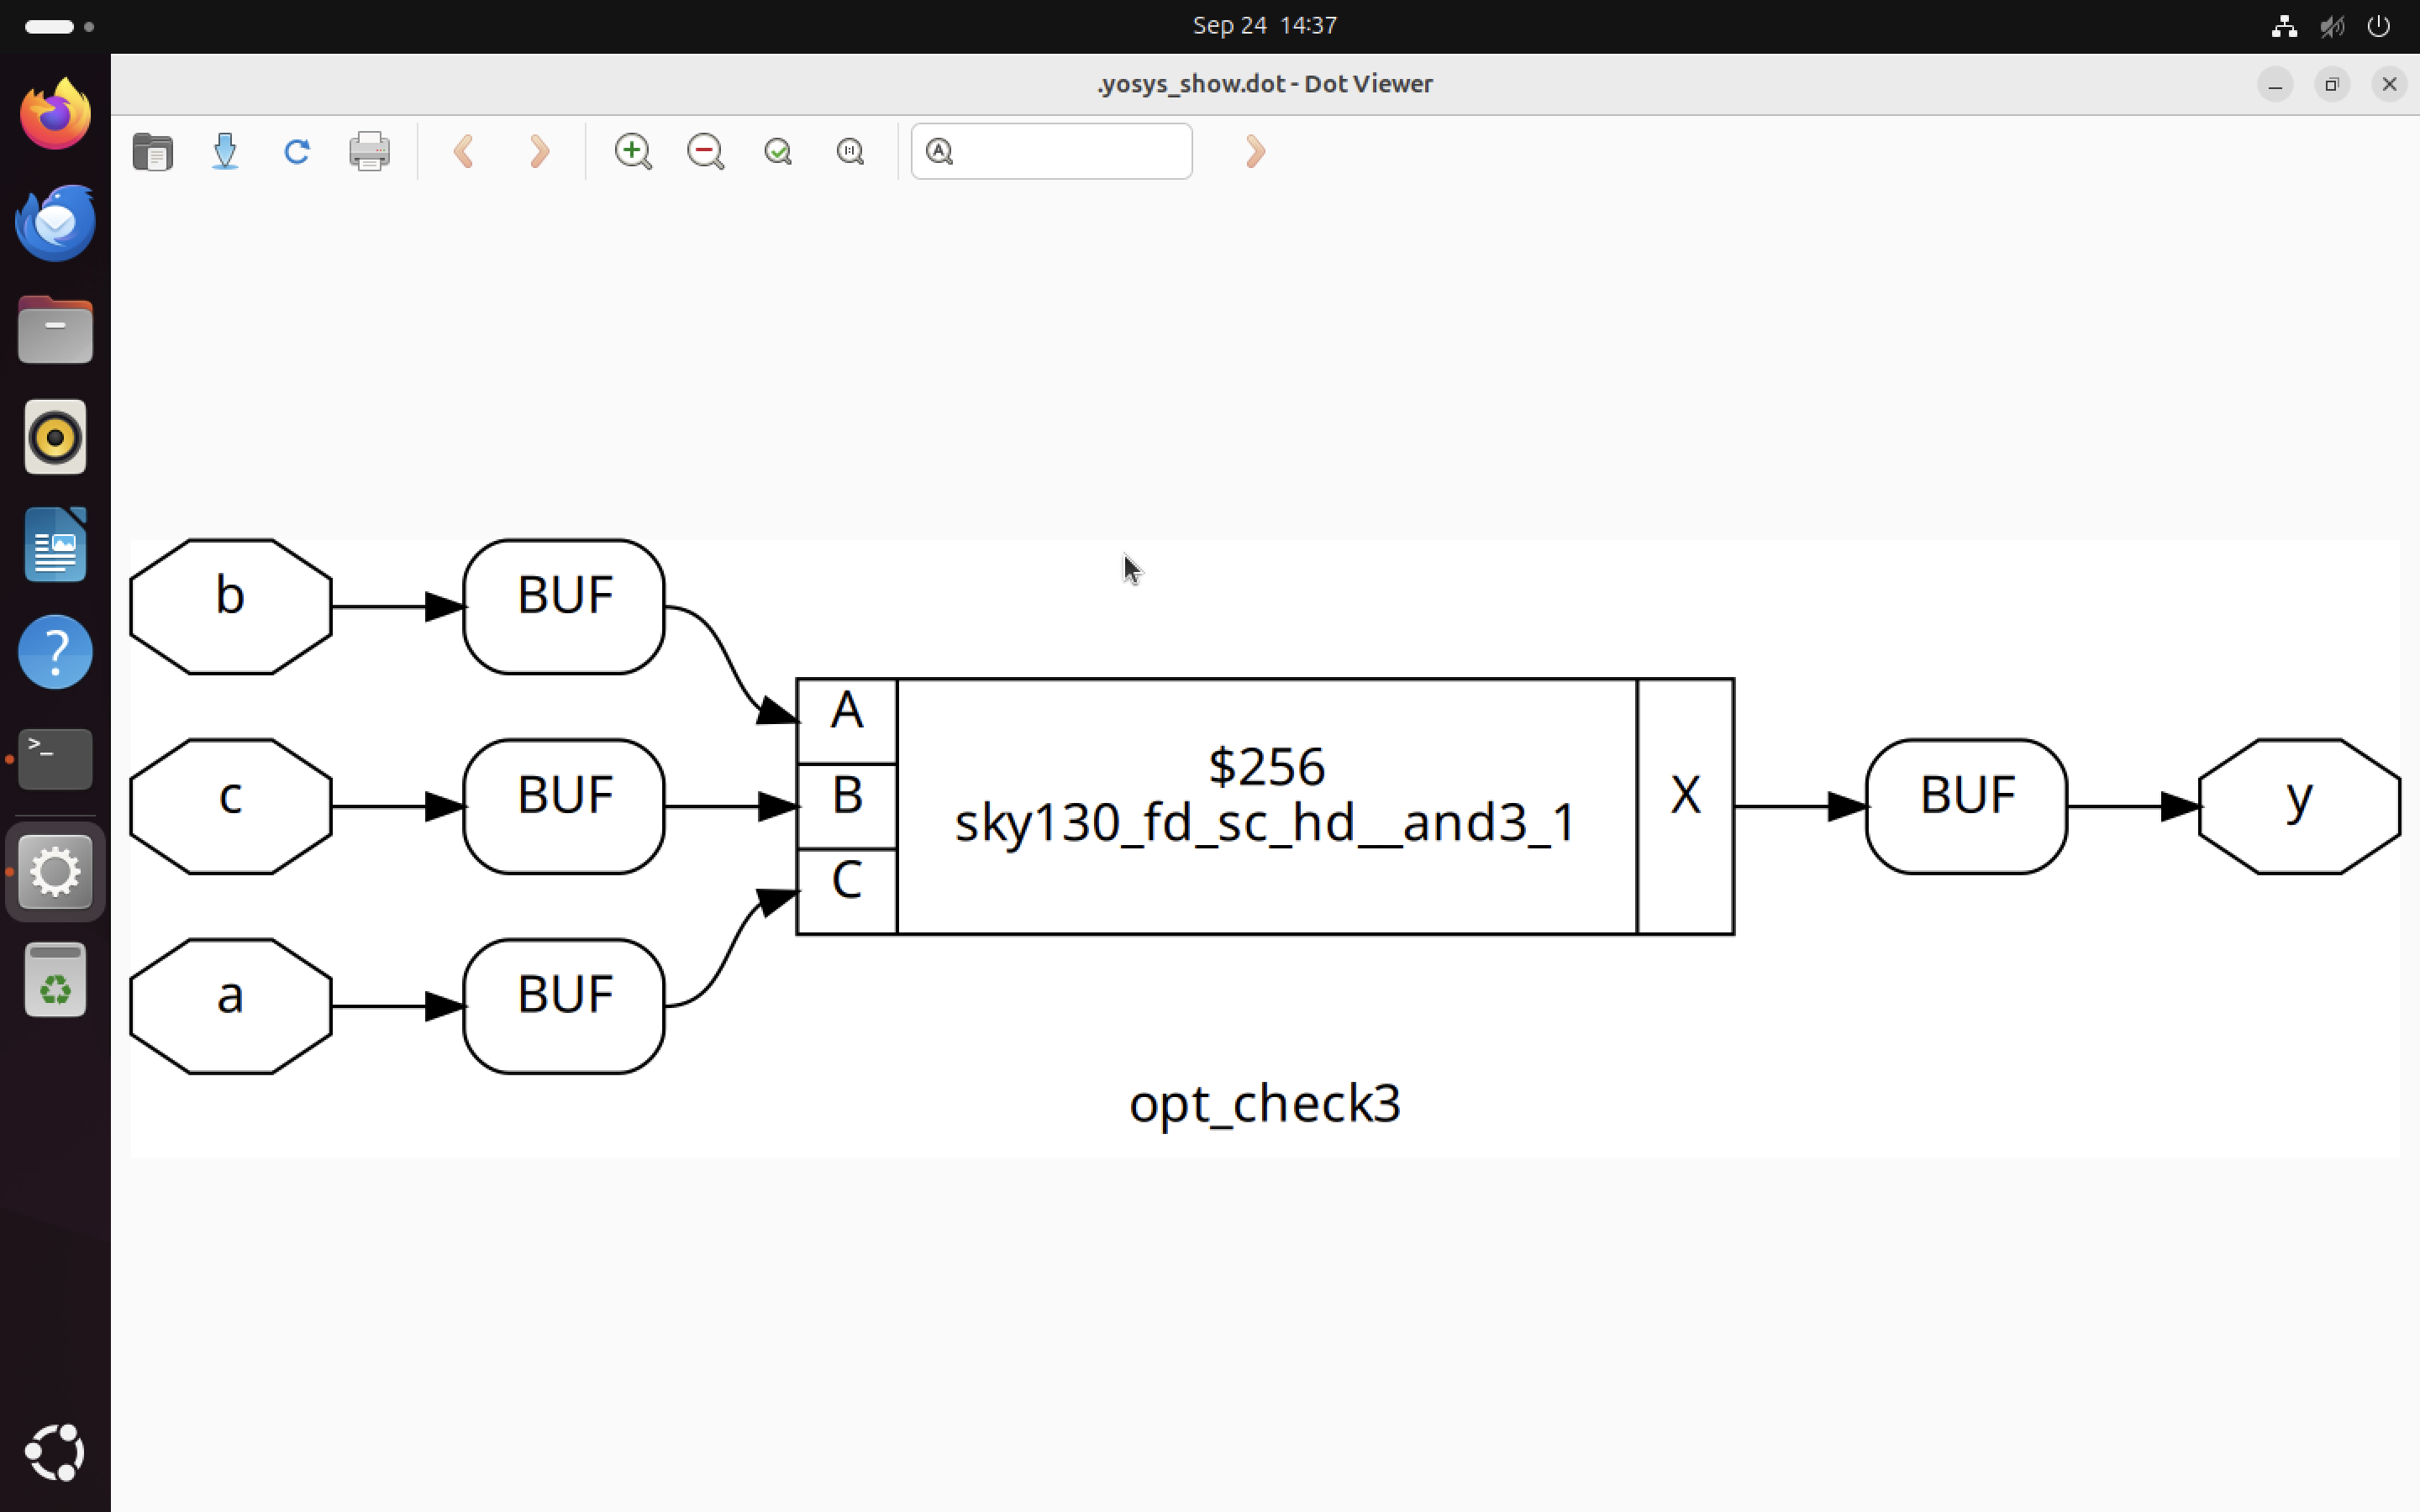 Sep 24 14:37
.yosys_show.dot - Dot Viewer
b
BUF
A
$256
sky130_fd_sc_hd__and3_1
c
BUF
B
X
BUF
y
C
a
BUF
opt_check3